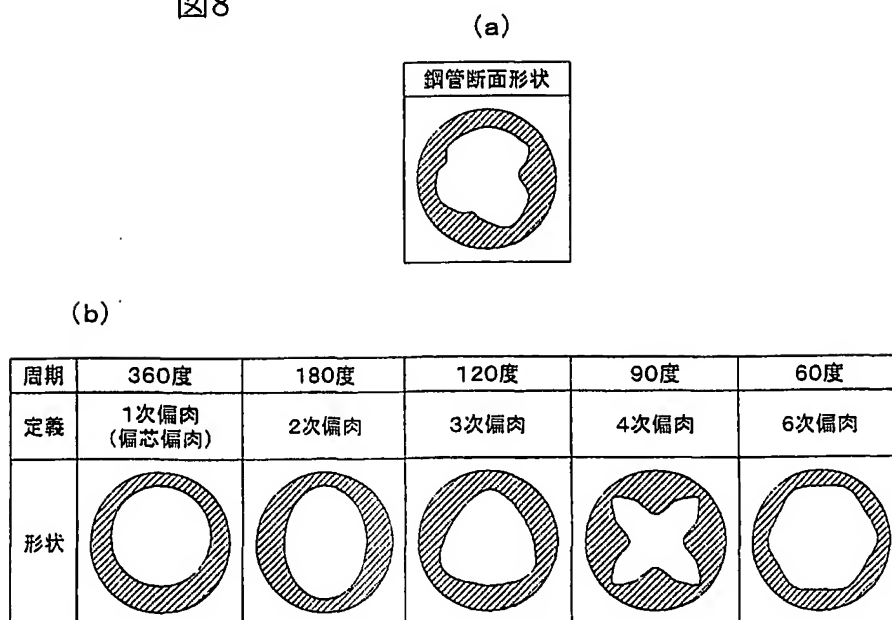 図8
(a)
鋼管断面形状
(b)
周期 360度 180度 120度 90度 60度
定義 1次偏肉 (偏芯偏肉) 2次偏肉 3次偏肉 4次偏肉 6次偏肉
形状